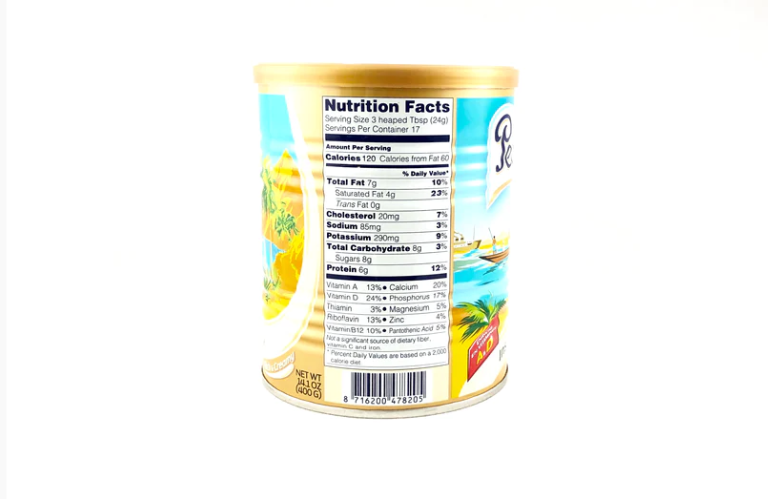 Nutrition Facts
Serving Size 3 heaped Tbsp (24g)
Servings Per Container 17
Amount Per Serving
Calories 120 Calories from Fat 60
% Daily Value*
Total Fat 7g 10%
Saturated Fat 4g 23%
Trans Fat 0g
Cholesterol 20mg 7%
Sodium 85mg 3%
Potassium 290mg 9%
Total Carbohydrate 8g 3%
Sugars 8g
Protein 6g 12%
Vitamin A 13% • Calcium 20%
Vitamin D 24% • Phosphorus 17%
Thiamin 3% • Magnesium 5%
Riboflavin 13% • Zinc 4%
Vitamin B12 10% • Pantothenic Acid 5%
Not a significant source of dietary fiber,
vitamin C and iron.
* Percent Daily Values are based on a 2,000
calorie diet.
NET WT
14.1 OZ
(400 G)
8 716200 478205
Pe
A&D